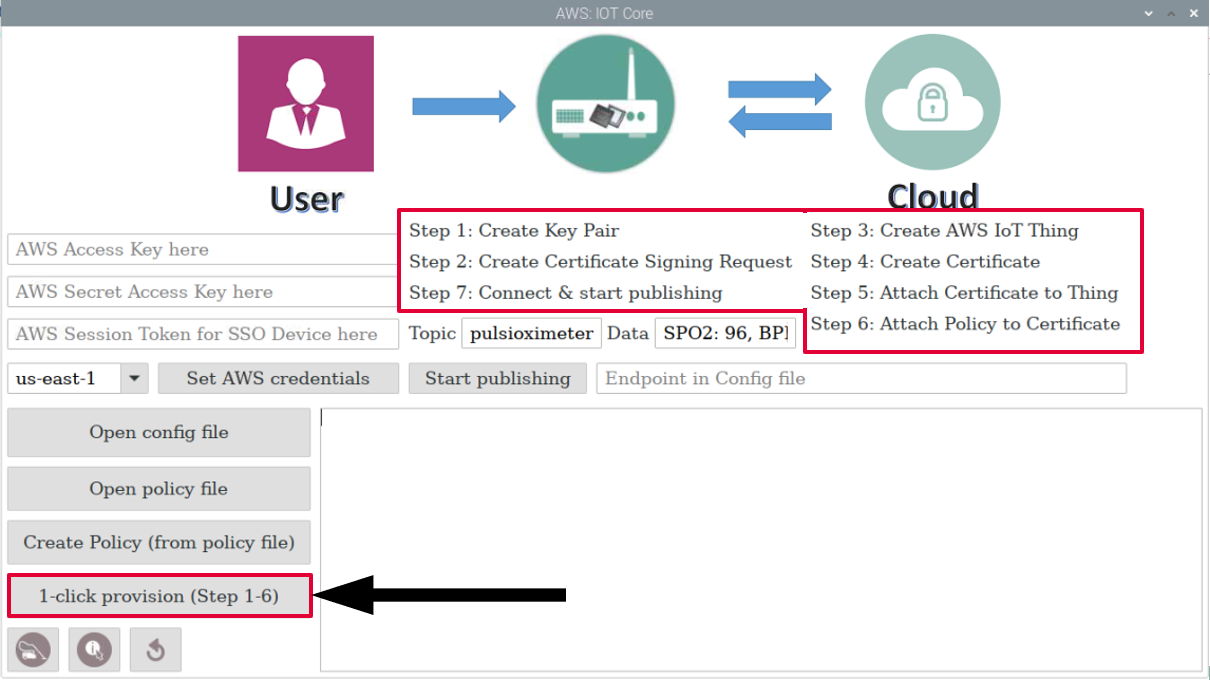 AWS: IOT Core
User
Cloud
AWS Access Key here
AWS Secret Access Key here
AWS Session Token for SSO Device here
Step 1: Create Key Pair
Step 2: Create Certificate Signing Request
Step 7: Connect & start publishing
Step 3: Create AWS IoT Thing
Step 4: Create Certificate
Step 5: Attach Certificate to Thing
Step 6: Attach Policy to Certificate
Topic pulsioximeter Data SPO2: 96, BPI
us-east-1 Set AWS credentials Start publishing Endpoint in Config file
Open config file
Open policy file
Create Policy (from policy file)
1-click provision (Step 1-6)